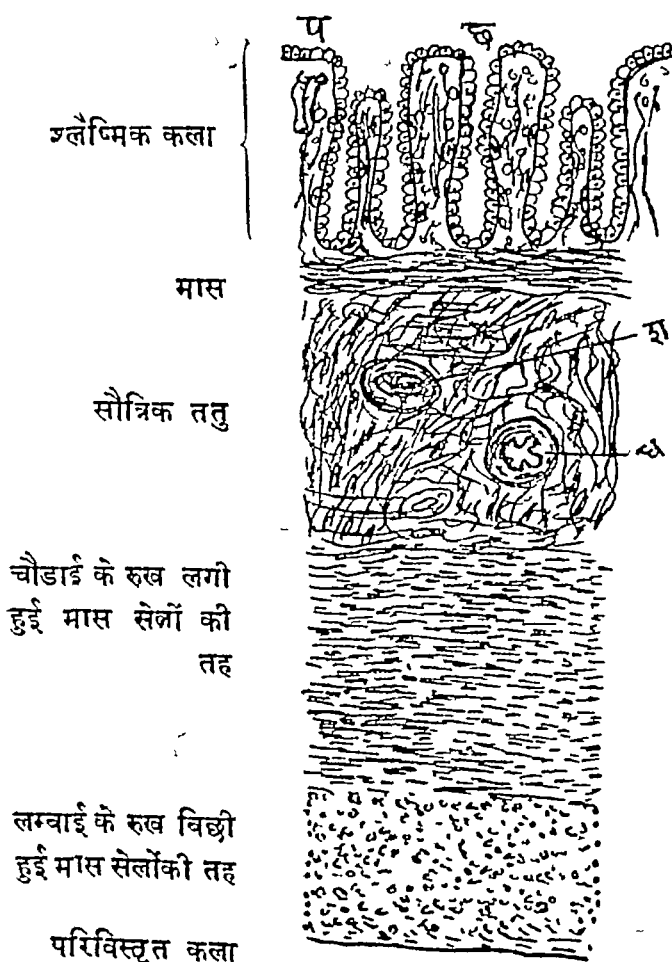 प
छ
श्लैष्मिक कला
मास
श
सौत्रिक ततु
ध
चौडाई के रुख लगी
हुई मास सेलों की
तह
लम्वाई के रुख विछी
हुई मास सेलोंकी तह
परिविस्तृत कला